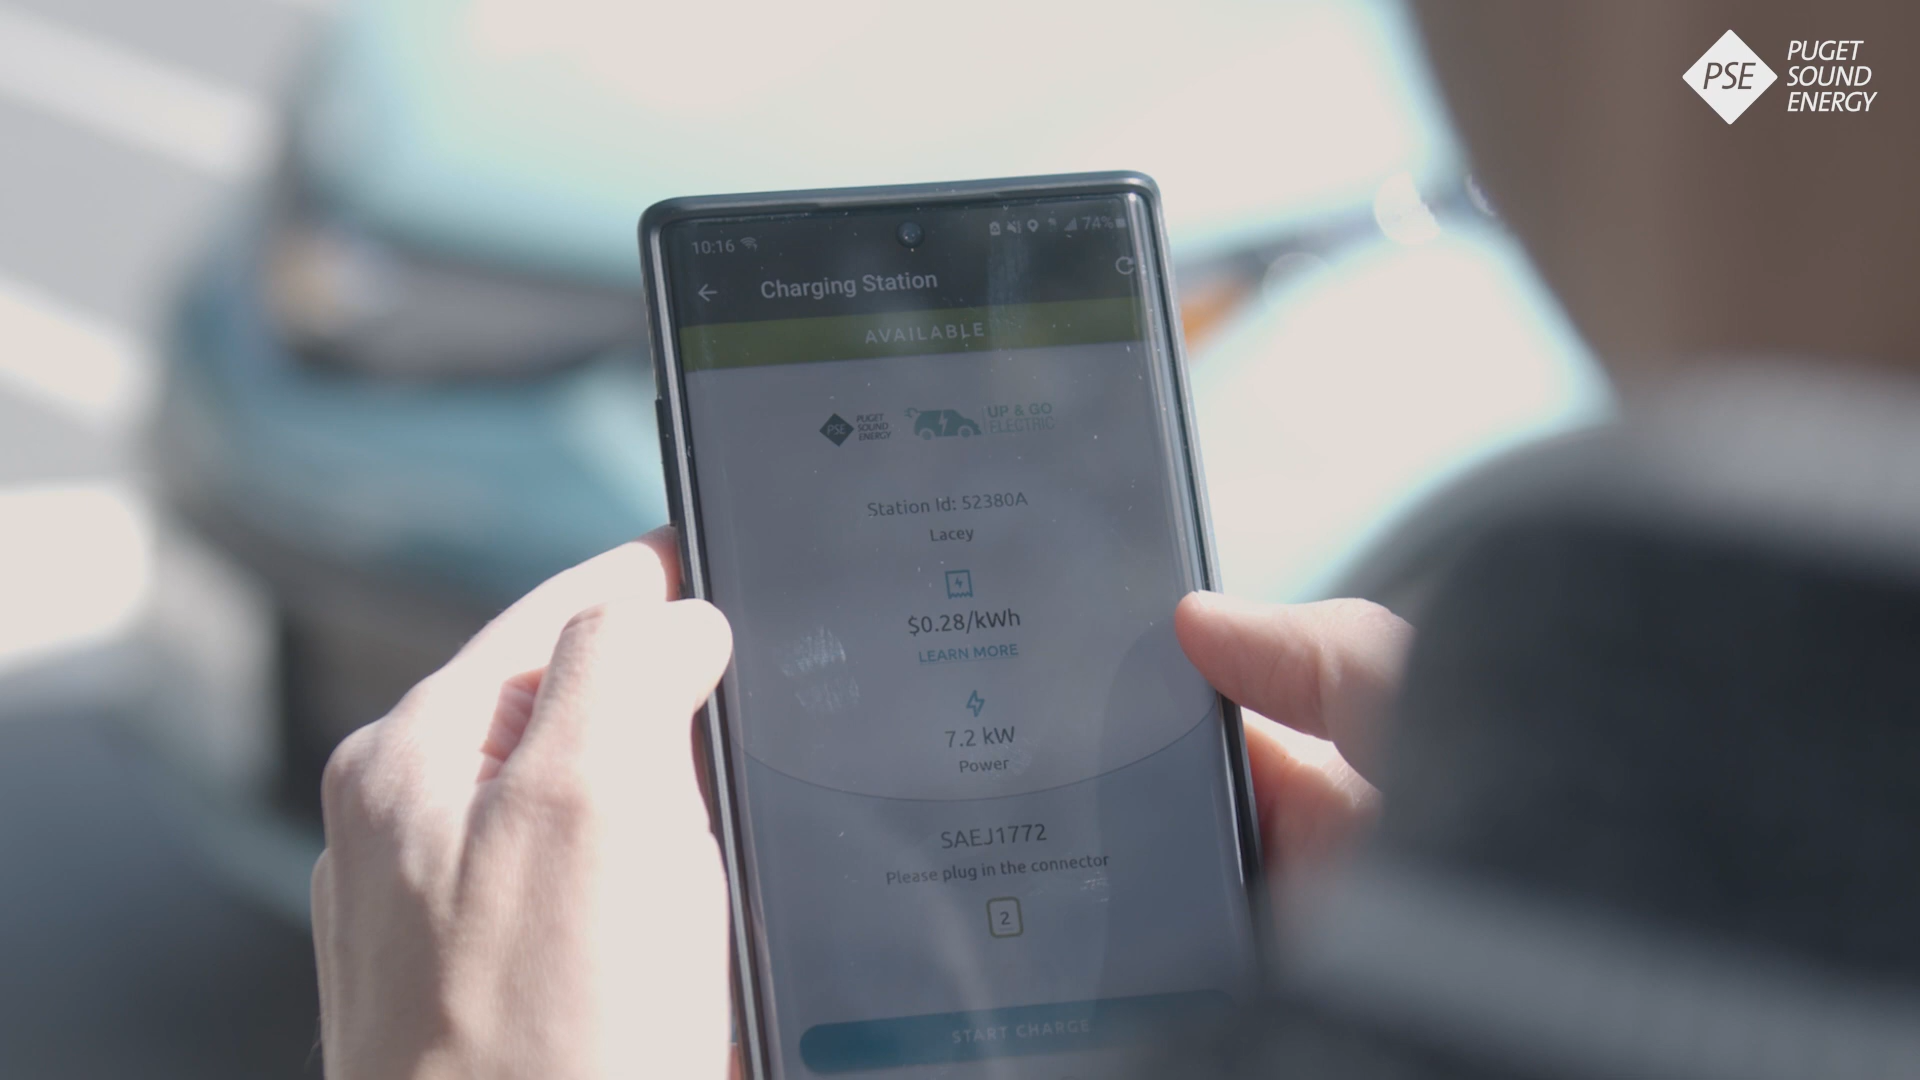 PSE
PUGET
SOUND
ENERGY
10:16
74%
Charging Station
AVAILABLE
PSE
PUGET
SOUND
ENERGY
UP & GO
ELECTRIC
Station Id: 52380A
Lacey
$0.28/kWh
LEARN MORE
7.2 kW
Power
SAEJ1772
Please plug in the connector
2
START CHARGE